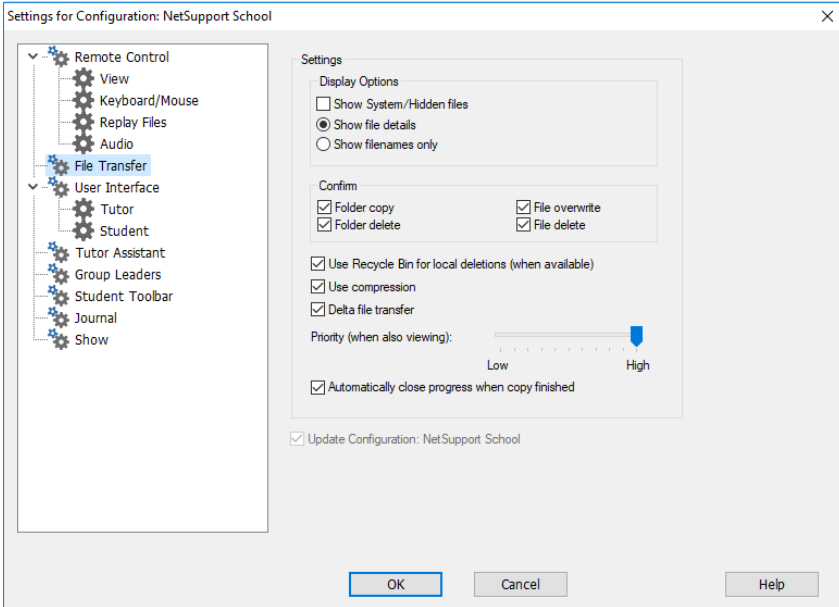 Settings for Configuration: NetSupport School
Remote Control
View
Keyboard/Mouse
Replay Files
Audio
File Transfer
User Interface
Tutor
Student
Tutor Assistant
Group Leaders
Student Toolbar
Journal
Show
Settings
Display Options
Show System/Hidden files
Show file details
Show filenames only
Confirm
Folder copy File overwrite
Folder delete File delete
Use Recycle Bin for local deletions (when available)
Use compression
Delta file transfer
Priority (when also viewing):
Low High
Automatically close progress when copy finished
Update Configuration: NetSupport School
OK Cancel Help